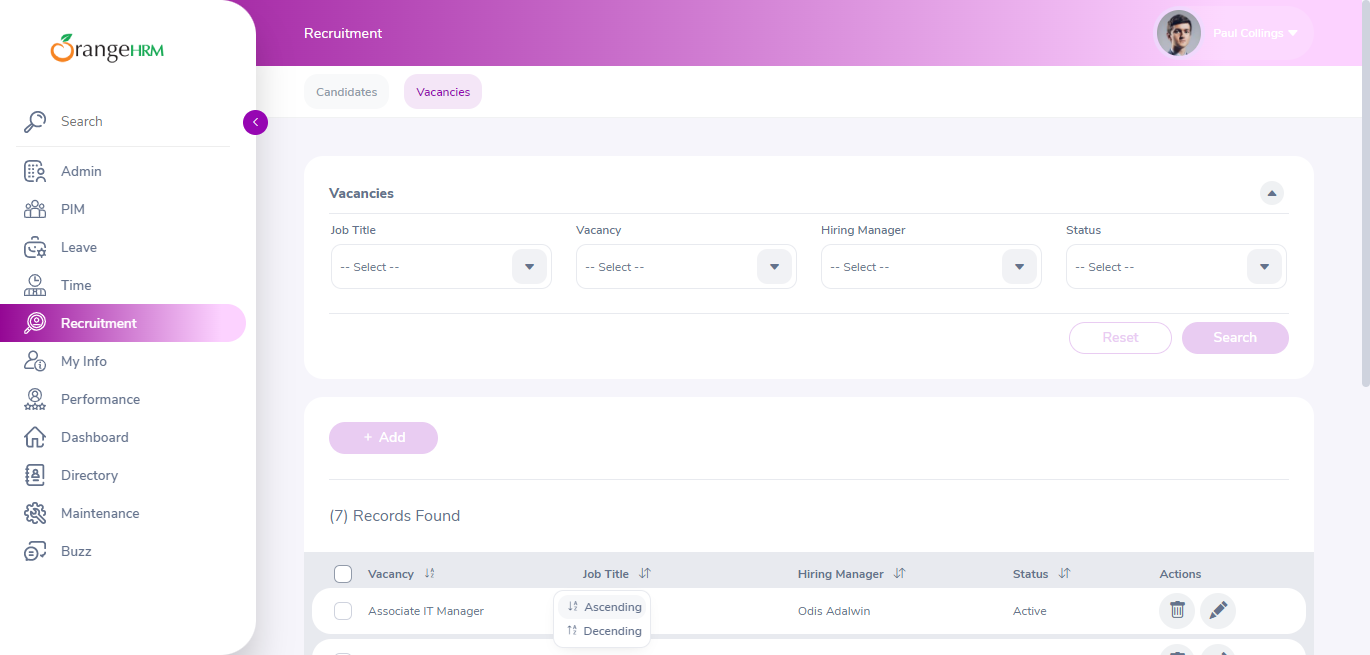 OrangeHRM
Recruitment
Paul Collings
Candidates
Vacancies
Search
Admin
PIM
Leave
Time
Recruitment
My Info
Performance
Dashboard
Directory
Maintenance
Buzz
Vacancies
Job Title Vacancy Hiring Manager Status
-- Select -- -- Select -- -- Select -- -- Select --
Reset Search
+ Add
(7) Records Found
Vacancy Job Title Hiring Manager Status Actions
Associate IT Manager Odis Adalwin Active
Ascending
Decending